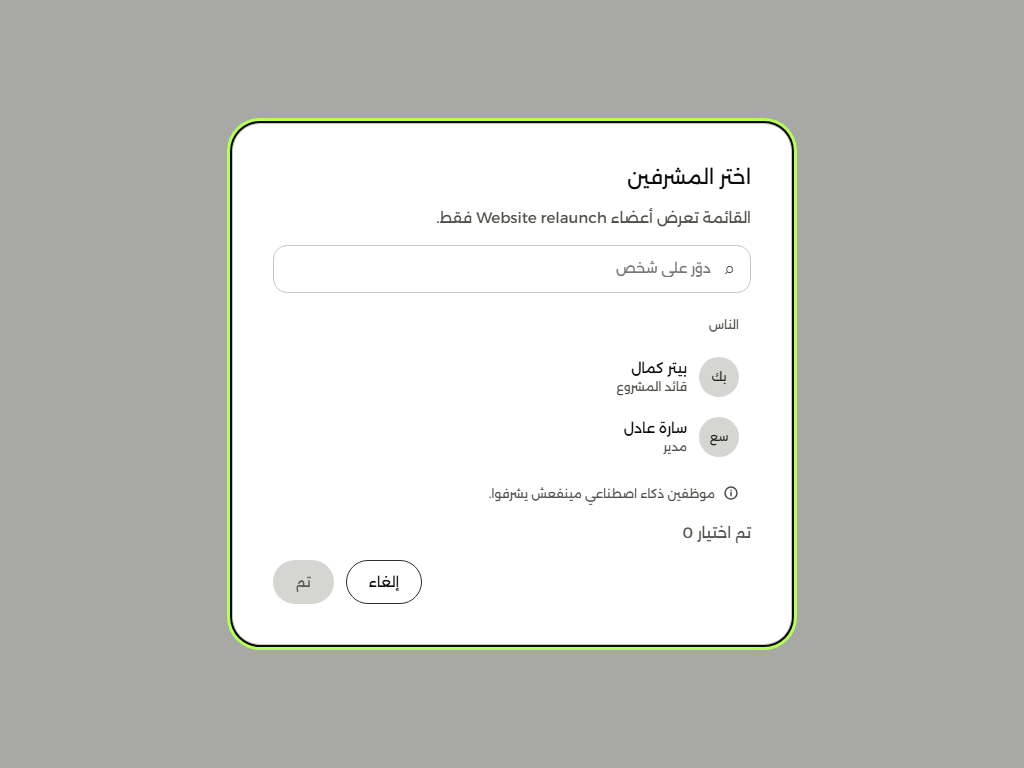 اختر المشرفين
القائمة تعرض أعضاء Website relaunch فقط.
دوّر على شخص
الناس
بك
بيتر كمال
قائد المشروع
سع
سارة عادل
مدير
موظفين ذكاء اصطناعي مينفعش يشرفوا.
تم اختيار 0
إلغاء
تم